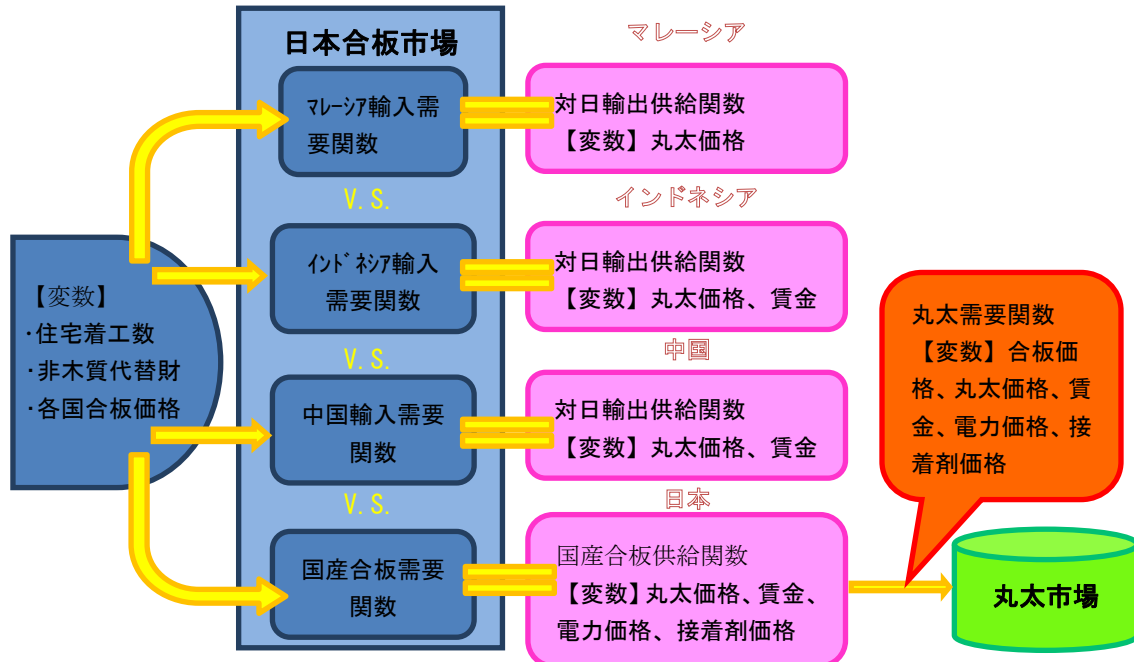 日本合板市場
マレーシア
ﾏﾚｰｼｱ輸入需
要関数
対日輸出供給関数
【変数】丸太価格
V.S.
インドネシア
ｲﾝﾄﾞﾈｼｱ輸入
需要関数
対日輸出供給関数
【変数】丸太価格、賃金
【変数】
・住宅着工数
・非木質代替財
・各国合板価格
V.S.
中国
中国輸入需要
関数
対日輸出供給関数
【変数】丸太価格、賃金
V.S.
日本
国産合板需要
関数
国産合板供給関数
【変数】丸太価格、賃金、
電力価格、接着剤価格
丸太需要関数
【変数】合板価
格、丸太価格、賃
金、電力価格、接
着剤価格
丸太市場